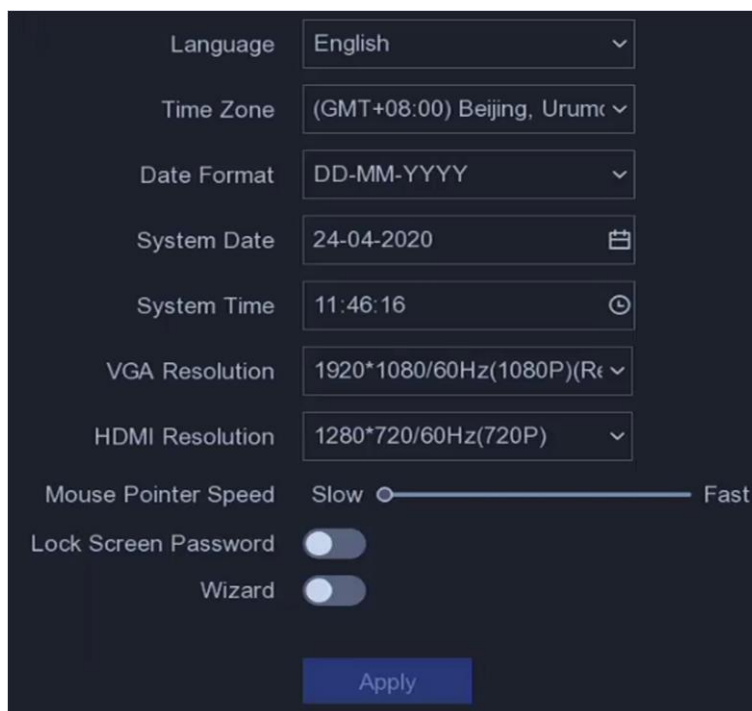 Language English
Time Zone (GMT+08:00) Beijing,
Date Format DD-MM-YYYY
System Date 24-04-2020
System Time 11:46:16
VGA Resolution 1920*1080/60Hz(1080P)
HDMI Resolution 1280*720/60Hz(720P)
Mouse Pointer Speed Slow Fast
Lock Screen Password
Wizard
Apply